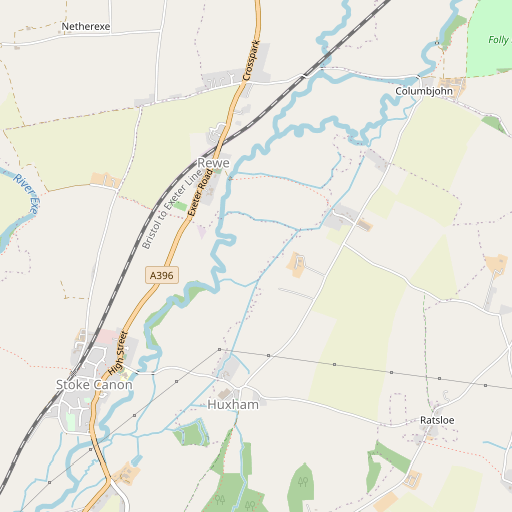 Netherexe
Crosspark
Folly
Columbjohn
Rewe
River Exe
Exeter Road
Bristol to Exeter Line
A396
High Street
Stoke Canon
Huxham
Ratsloe